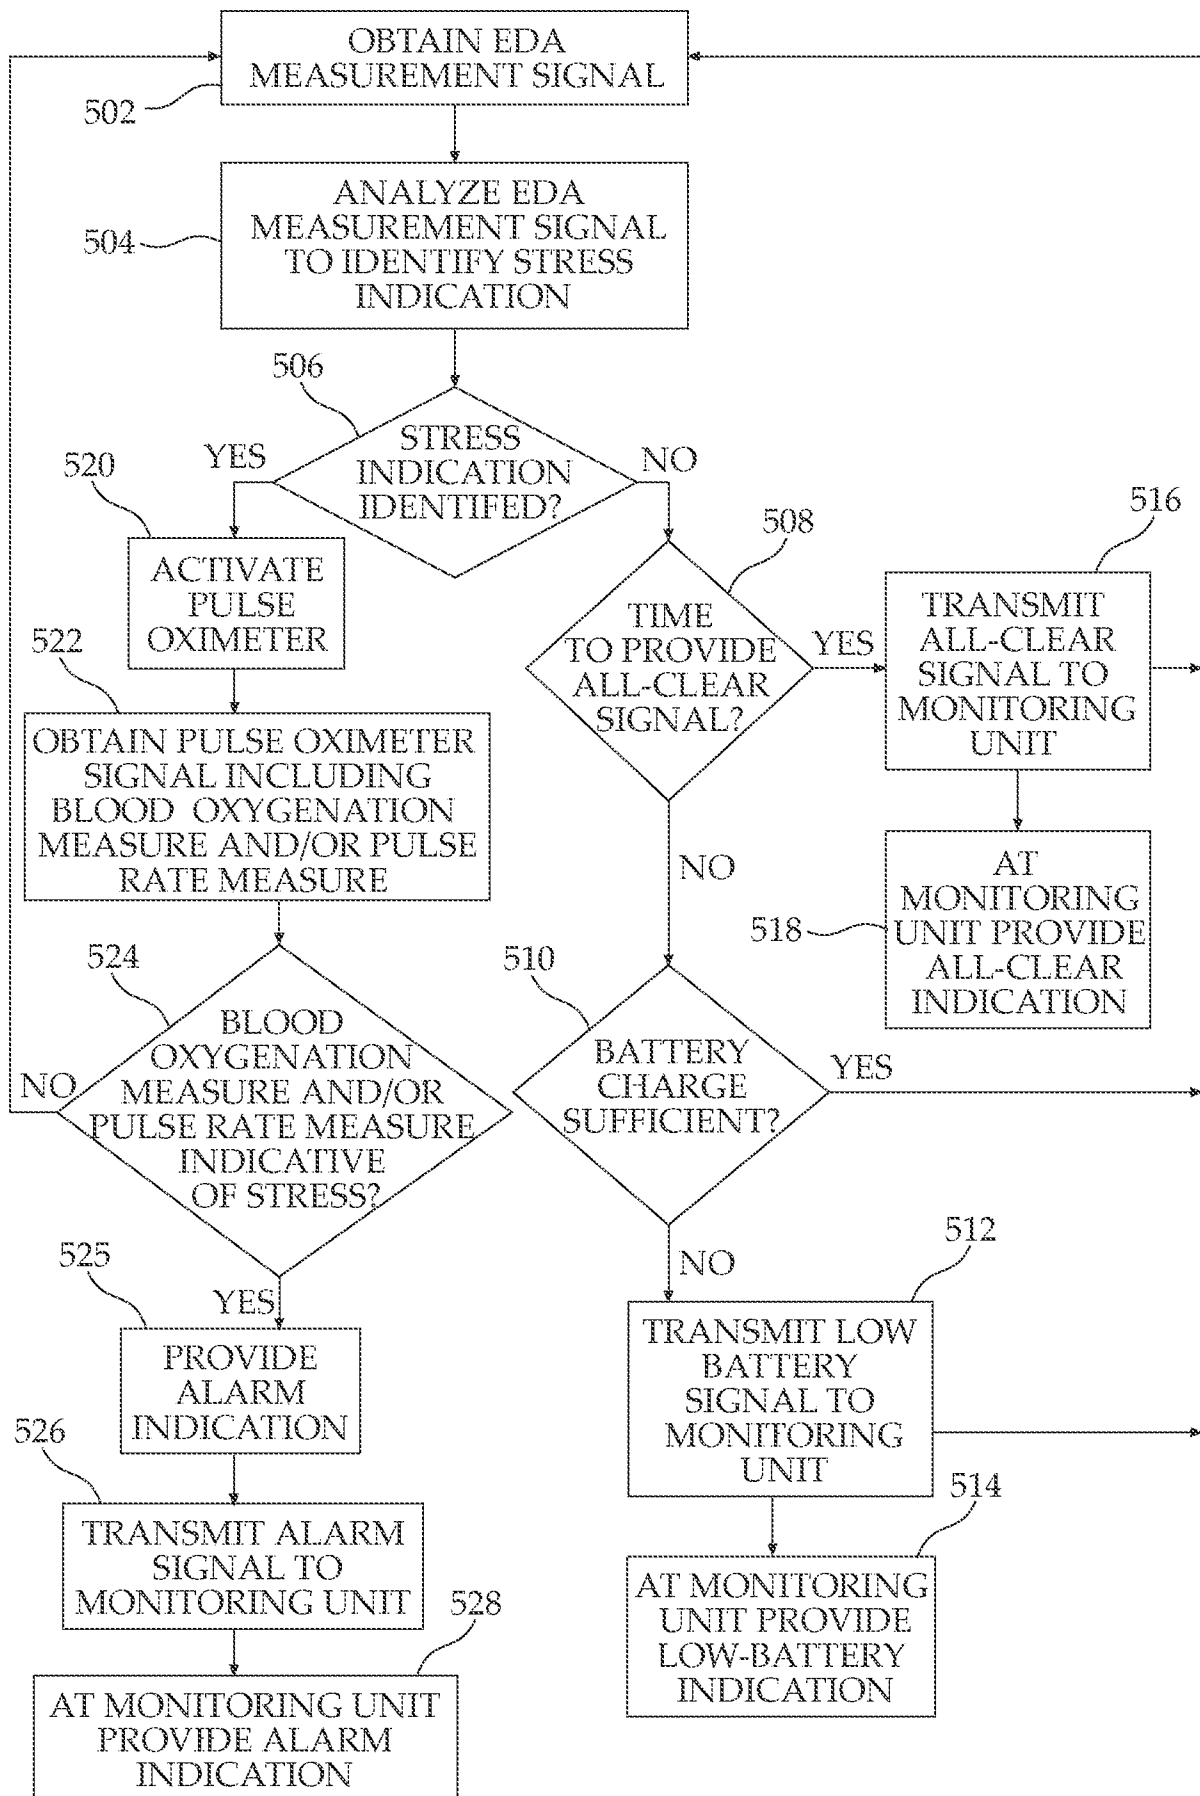 OBTAIN EDA
MEASUREMENT SIGNAL
502
ANALYZE EDA
MEASUREMENT SIGNAL
TO IDENTIFY STRESS
INDICATION
504
506
STRESS
INDICATION
IDENTIFED?
YES
NO
520
ACTIVATE
PULSE
OXIMETER
522
OBTAIN PULSE OXIMETER
SIGNAL INCLUDING
BLOOD OXYGENATION
MEASURE AND/OR PULSE
RATE MEASURE
524
BLOOD
OXYGENATION
MEASURE AND/OR
PULSE RATE MEASURE
INDICATIVE
OF STRESS?
NO
YES
525
PROVIDE
ALARM
INDICATION
526
TRANSMIT ALARM
SIGNAL TO
MONITORING UNIT
528
AT MONITORING UNIT
PROVIDE ALARM
INDICATION
508
TIME
TO PROVIDE
ALL-CLEAR
SIGNAL?
YES
NO
516
TRANSMIT
ALL-CLEAR
SIGNAL TO
MONITORING
UNIT
518
AT
MONITORING
UNIT PROVIDE
ALL-CLEAR
INDICATION
510
BATTERY
CHARGE
SUFFICIENT?
YES
NO
512
TRANSMIT LOW
BATTERY
SIGNAL TO
MONITORING
UNIT
514
AT MONITORING
UNIT PROVIDE
LOW-BATTERY
INDICATION